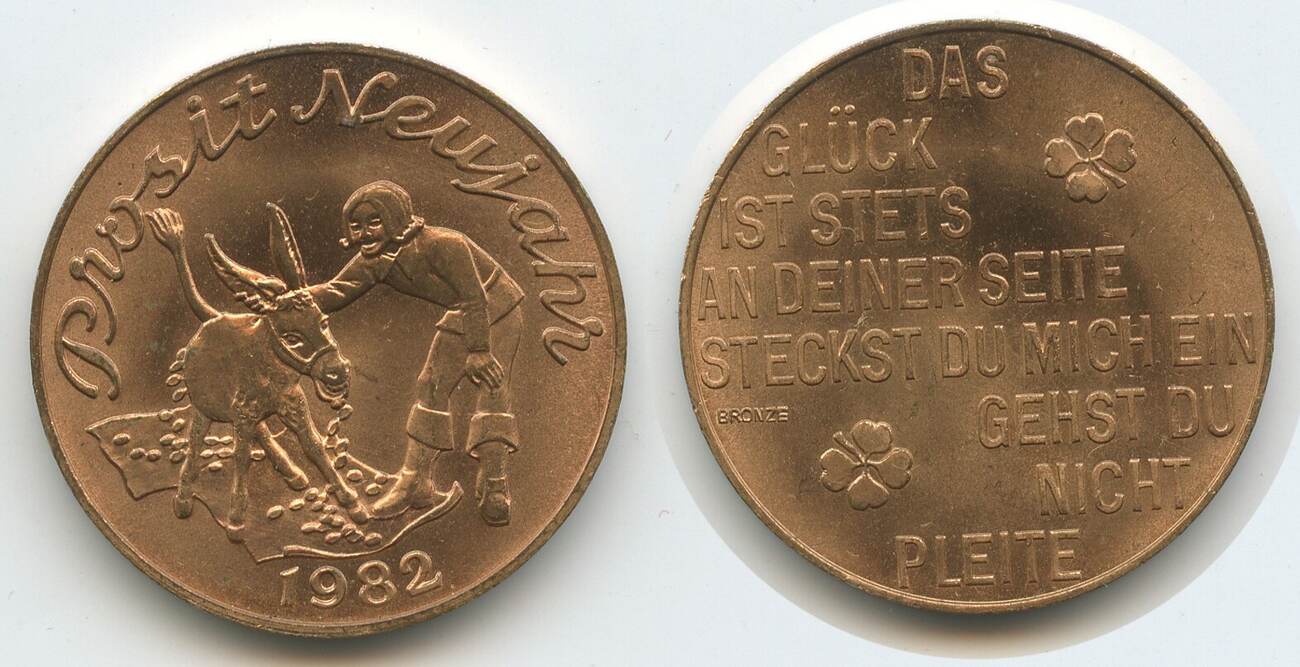 Prosit Neujahr
1982
DAS
GLÜCK
IST STETS
AN DEINER SEITE
STECKST DU MICH EIN
BRONZE
GEHST DU
NICHT
PLEITE